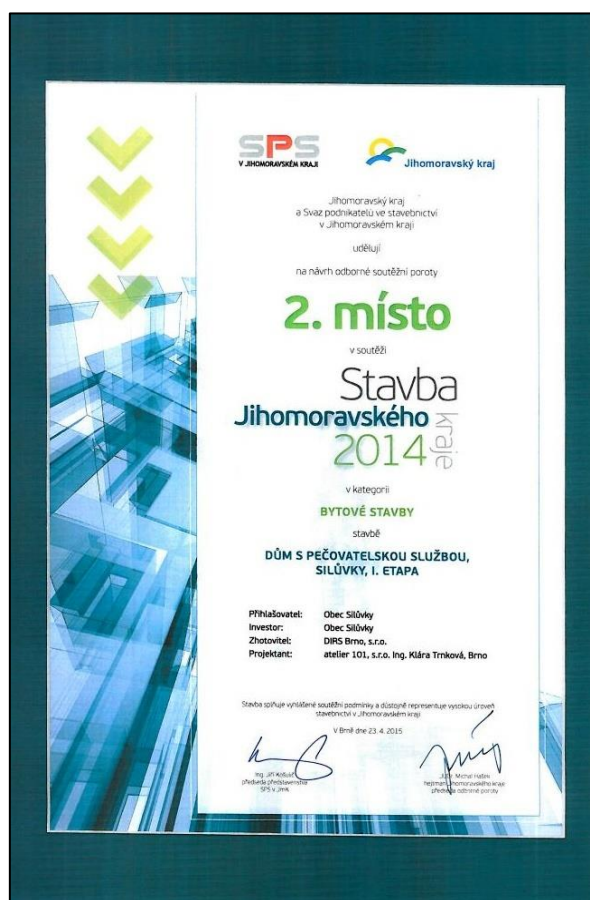 SPS
V JIHOMORAVSKÉM KRAJI
Jihomoravský kraj
Jihomoravský kraj
a Svaz podnikatelů ve stavebnictví
v Jihomoravském kraji
udělují
na návrh odborné soutěžní poroty
2. místo
v soutěži
Stavba
Jihomoravského
kraje
2014
v kategorii
BYTOVÉ STAVBY
stavbě
DŮM S PEČOVATELSKOU SLUŽBOU,
SILŮVKY, I. ETAPA
Přihlašovatel: Obec Silůvky
Investor: Obec Silůvky
Zhotovitel: DIRS Brno, s.r.o.
Projektant: atelier 101, s.r.o. Ing. Klára Trnková, Brno
Stavba splňuje vyhlášené soutěžní podmínky a důstojně reprezentuje vysokou úroveň
stavebnictví v Jihomoravském kraji
V Brně dne 23. 4. 2015
Ing. Jiří
předseda představenstva
SPS v JmK
JUDr. Michal Hašek
hejtman Jihomoravského kraje
předseda odborné poroty